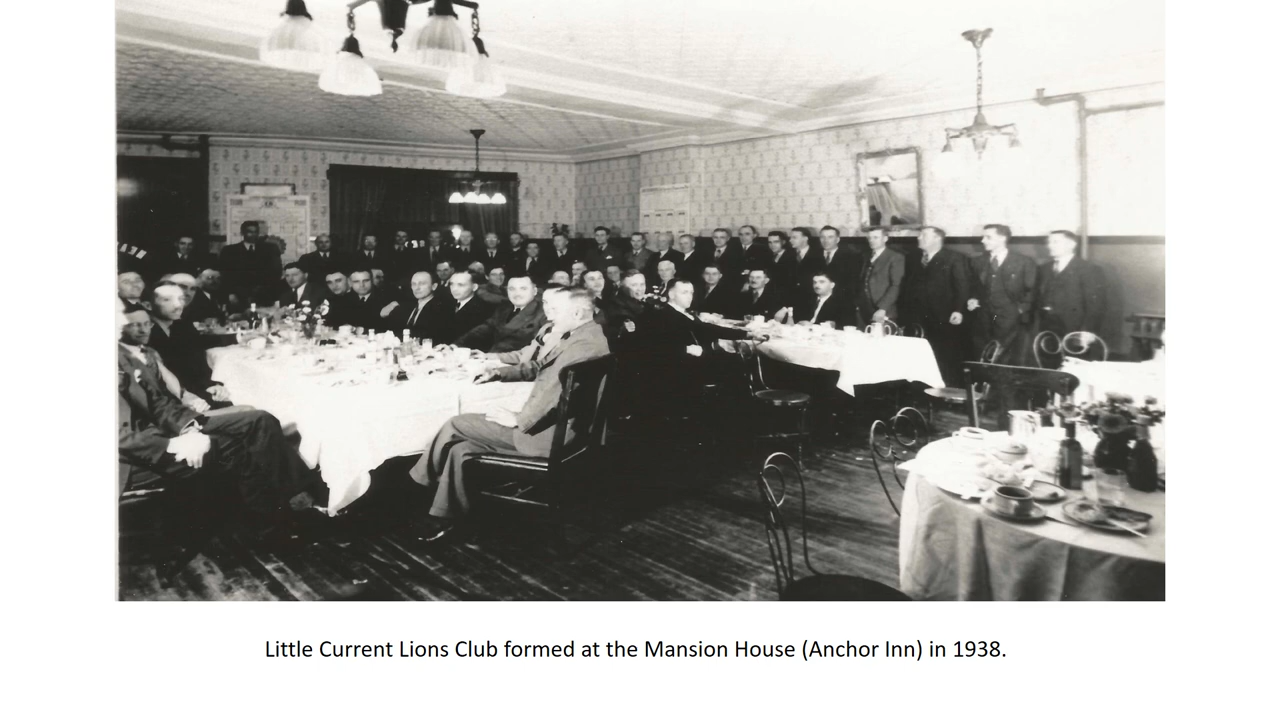 Little Current Lions Club formed at the Mansion House (Anchor Inn) in 1938.